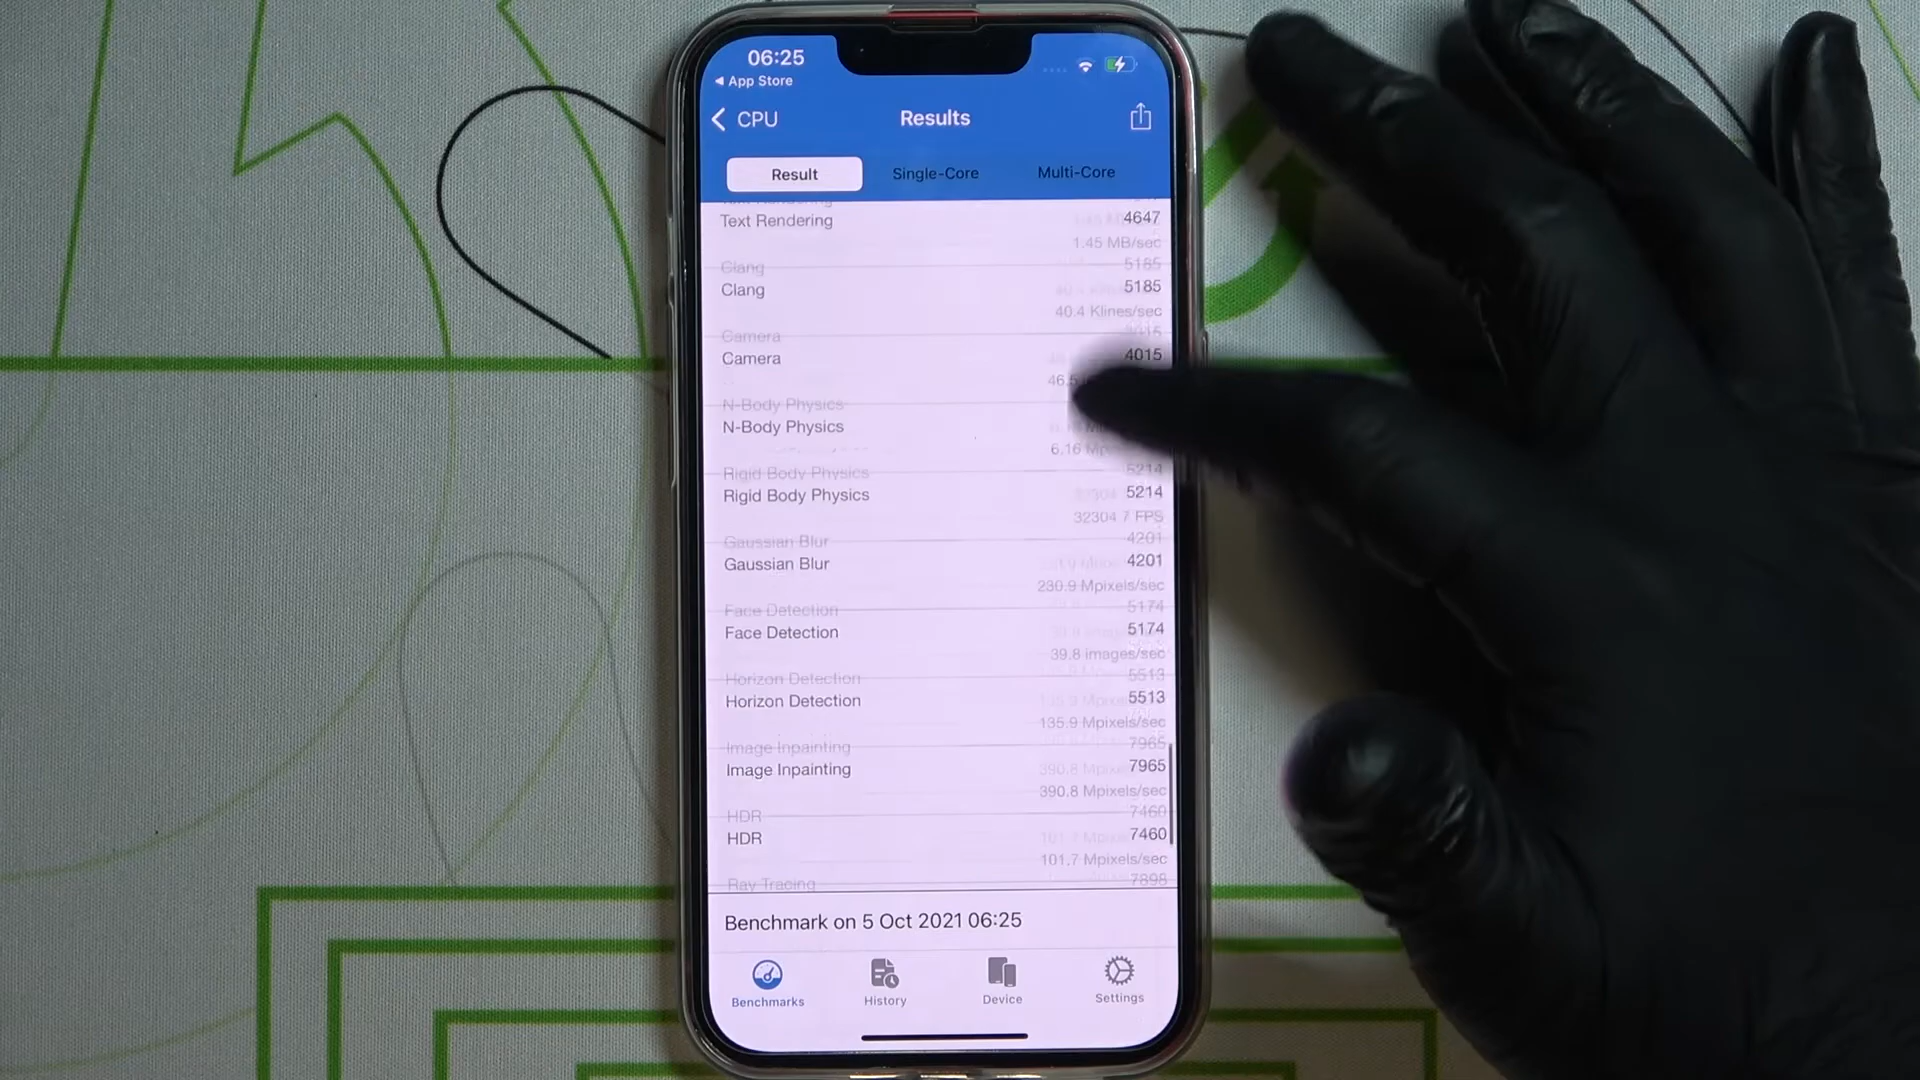 06:25
App Store
CPU
Results
Result
Single-Core
Multi-Core
Text Rendering
4647
1.45 MB/sec
Clang
5185
40.4 Klines/sec
Camera
4015
N-Body Physics
6.16
Rigid Body Physics
5214
32304.7 FPS
Gaussian Blur
4201
230.9 Mpixels/sec
Face Detection
5174
39.8 images/sec
Horizon Detection
5513
135.9 Mpixels/sec
Image Inpainting
7965
390.8 Mpixels/sec
HDR
7460
101.7 Mpixels/sec
Ray Tracing
7898
Benchmark on 5 Oct 2021 06:25
Benchmarks
History
Device
Settings